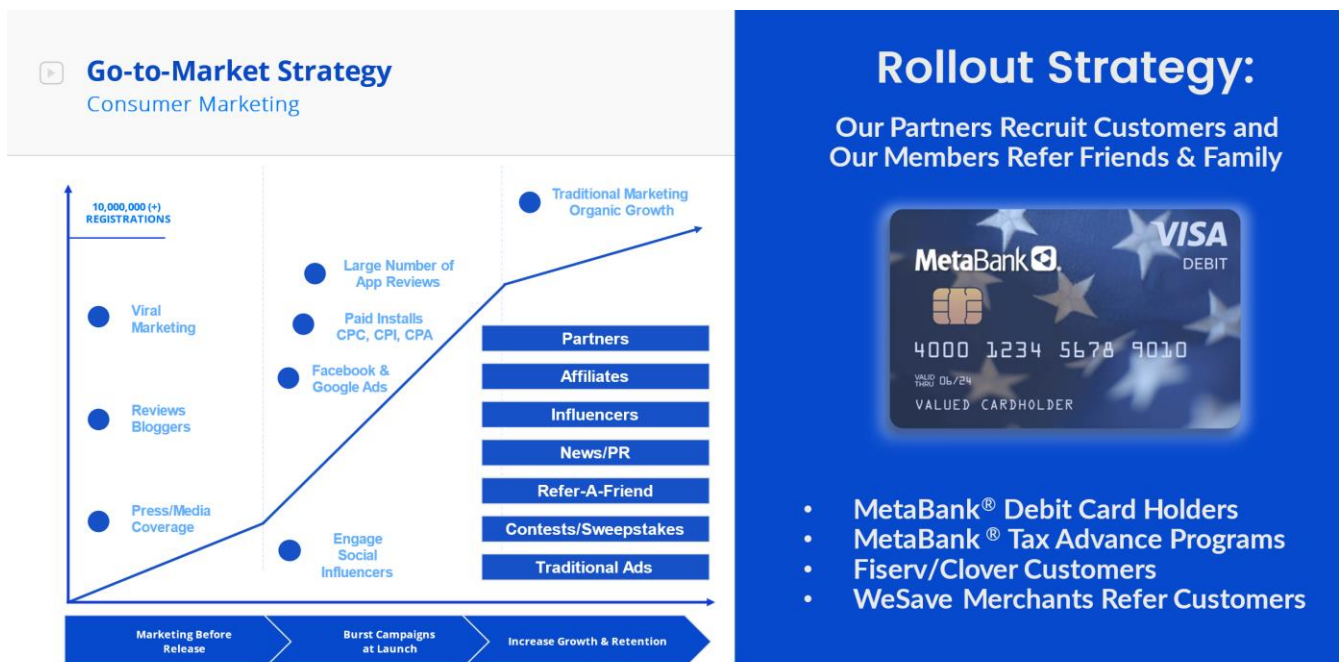 Go-to-Market Strategy
Consumer Marketing
10,000,000 (+)
REGISTRATIONS
Viral
Marketing
Reviews
Bloggers
Press/Media
Coverage
Large Number of
App Reviews
Paid Installs
CPC, CPI, CPA
Facebook &
Google Ads
Engage
Social
Influencers
Traditional Marketing
Organic Growth
Partners
Affiliates
Influencers
News/PR
Refer-A-Friend
Contests/Sweepstakes
Traditional Ads
Marketing Before
Release
Burst Campaigns
at Launch
Increase Growth & Retention
Rollout Strategy:
Our Partners Recruit Customers and
Our Members Refer Friends & Family
VISA
DEBIT
MetaBank
4000 1234 5678 9010
VALID
THRU 06/24
VALUED CARDHOLDER
• MetaBank® Debit Card Holders
• MetaBank ® Tax Advance Programs
• Fiserv/Clover Customers
• WeSave Merchants Refer Customers